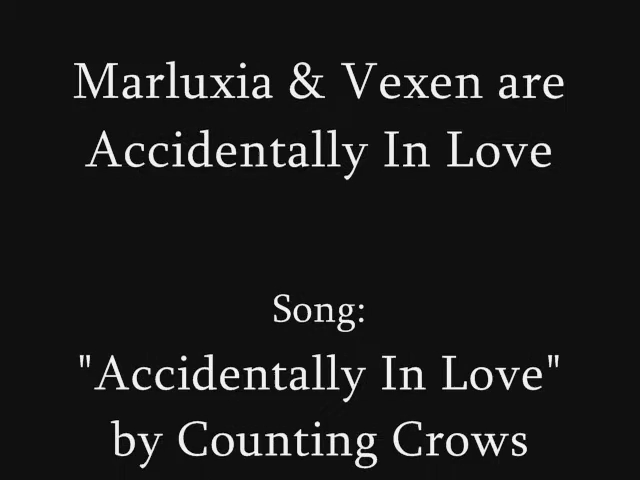 Marluxia & Vexen are
Accidentally In Love
Song:
"Accidentally In Love"
by Counting Crows